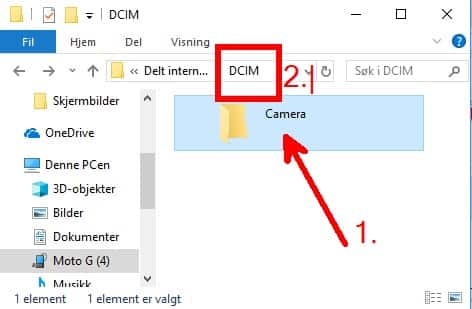 DCIM
Fil Hjem Del Visning
« Delt intern... DCIM Søk i DCIM
2.|
Skjermbilder
Camera
OneDrive
Denne PCen
3D-objekter
Bilder
1.
Dokumenter
Moto G (4)
Musikk
1 element 1 element er valgt